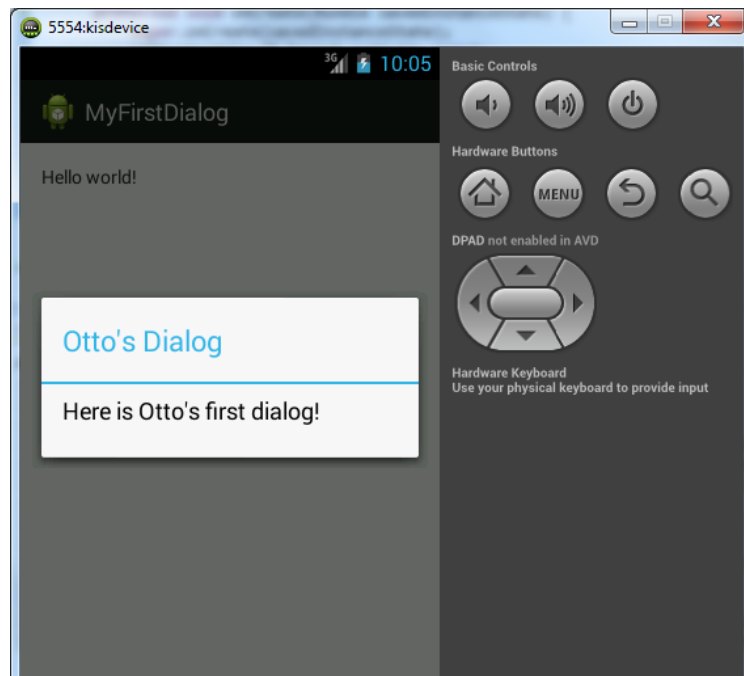 5554:kisdevice
3G 10:05
MyFirstDialog
Hello world!
Otto's Dialog
Here is Otto's first dialog!
Basic Controls
Hardware Buttons
MENU
DPAD not enabled in AVD
Hardware Keyboard
Use your physical keyboard to provide input